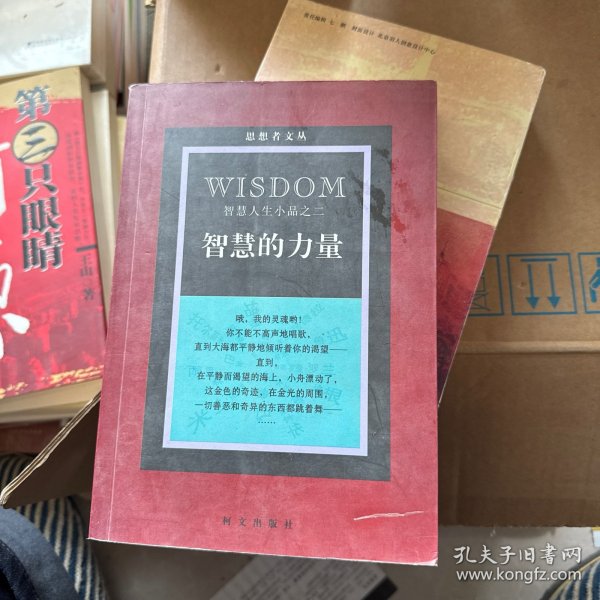 思想者文丛
WISDOM
智慧人生小品之二
智慧的力量
哦，我的灵魂哟！
你不能不高声地唱歌，
直到大海都平静地倾听着你的渴望——
直到，
在平静而渴望的海上，小舟漂动了，
这金色的奇迹，在金光的周围，
一切善恶和奇异的东西都跳着舞——
……
柯文出版社
第三只眼睛
王山 著
孔夫子旧书网
www.kongfz.com